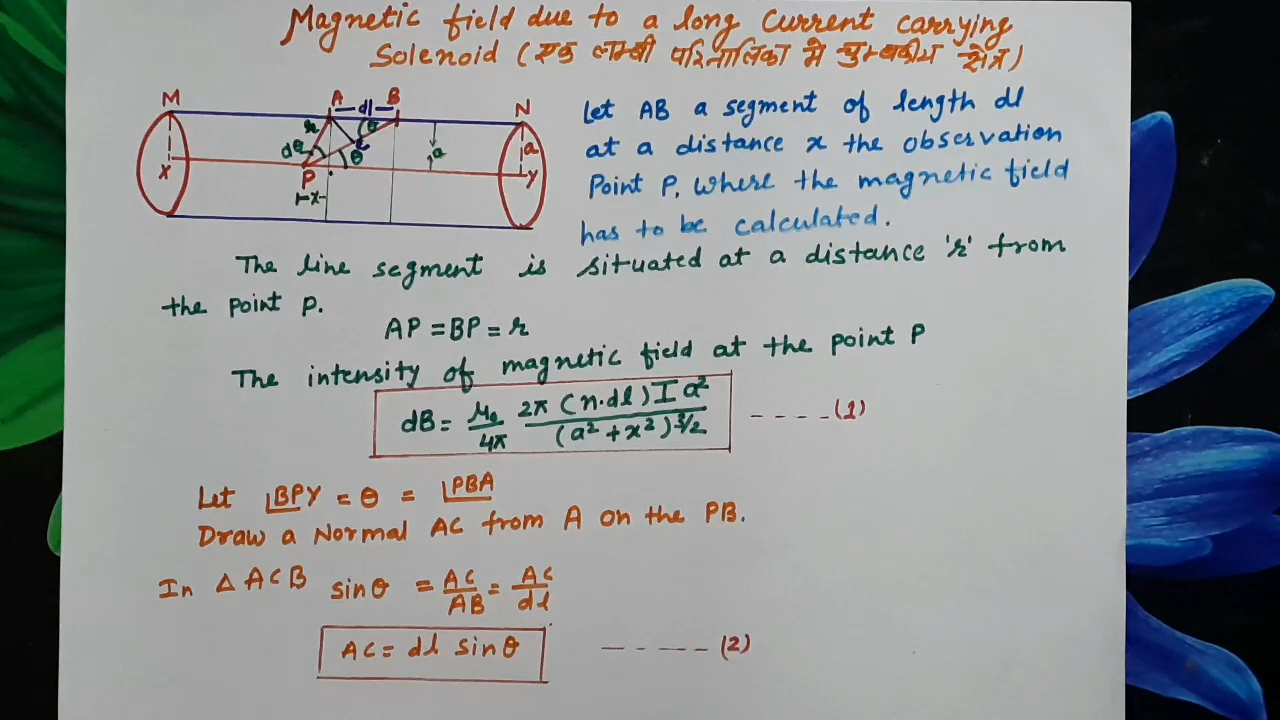 Magnetic field due to a long Current carrying
Solenoid (एक लम्बी परिनालिका में चुम्बकीय क्षेत्र)
M A dl B N
r θ
dθ C a a
X P θ Y
x
Let AB a segment of length dl
at a distance x the observation
Point P, where the magnetic field
has to be calculated.
The line segment is situated at a distance 'r' from
the point P.
AP = BP = r
The intensity of magnetic field at the point P
dB = μ₀/4π 2π (n.dl) I a²/(a² + x²)^3/2 ----(1)
Let ∠BPY = θ = ∠PBA
Draw a Normal AC from A on the PB.
In Δ ACB sinθ = AC/AB = AC/dl
AC = dl sinθ ------(2)